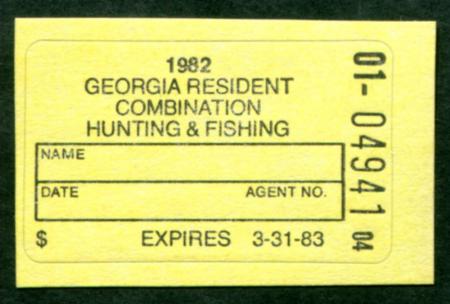 1982
GEORGIA RESIDENT
COMBINATION
HUNTING & FISHING
NAME
DATE AGENT NO.
$ EXPIRES 3-31-83
01-04941 04